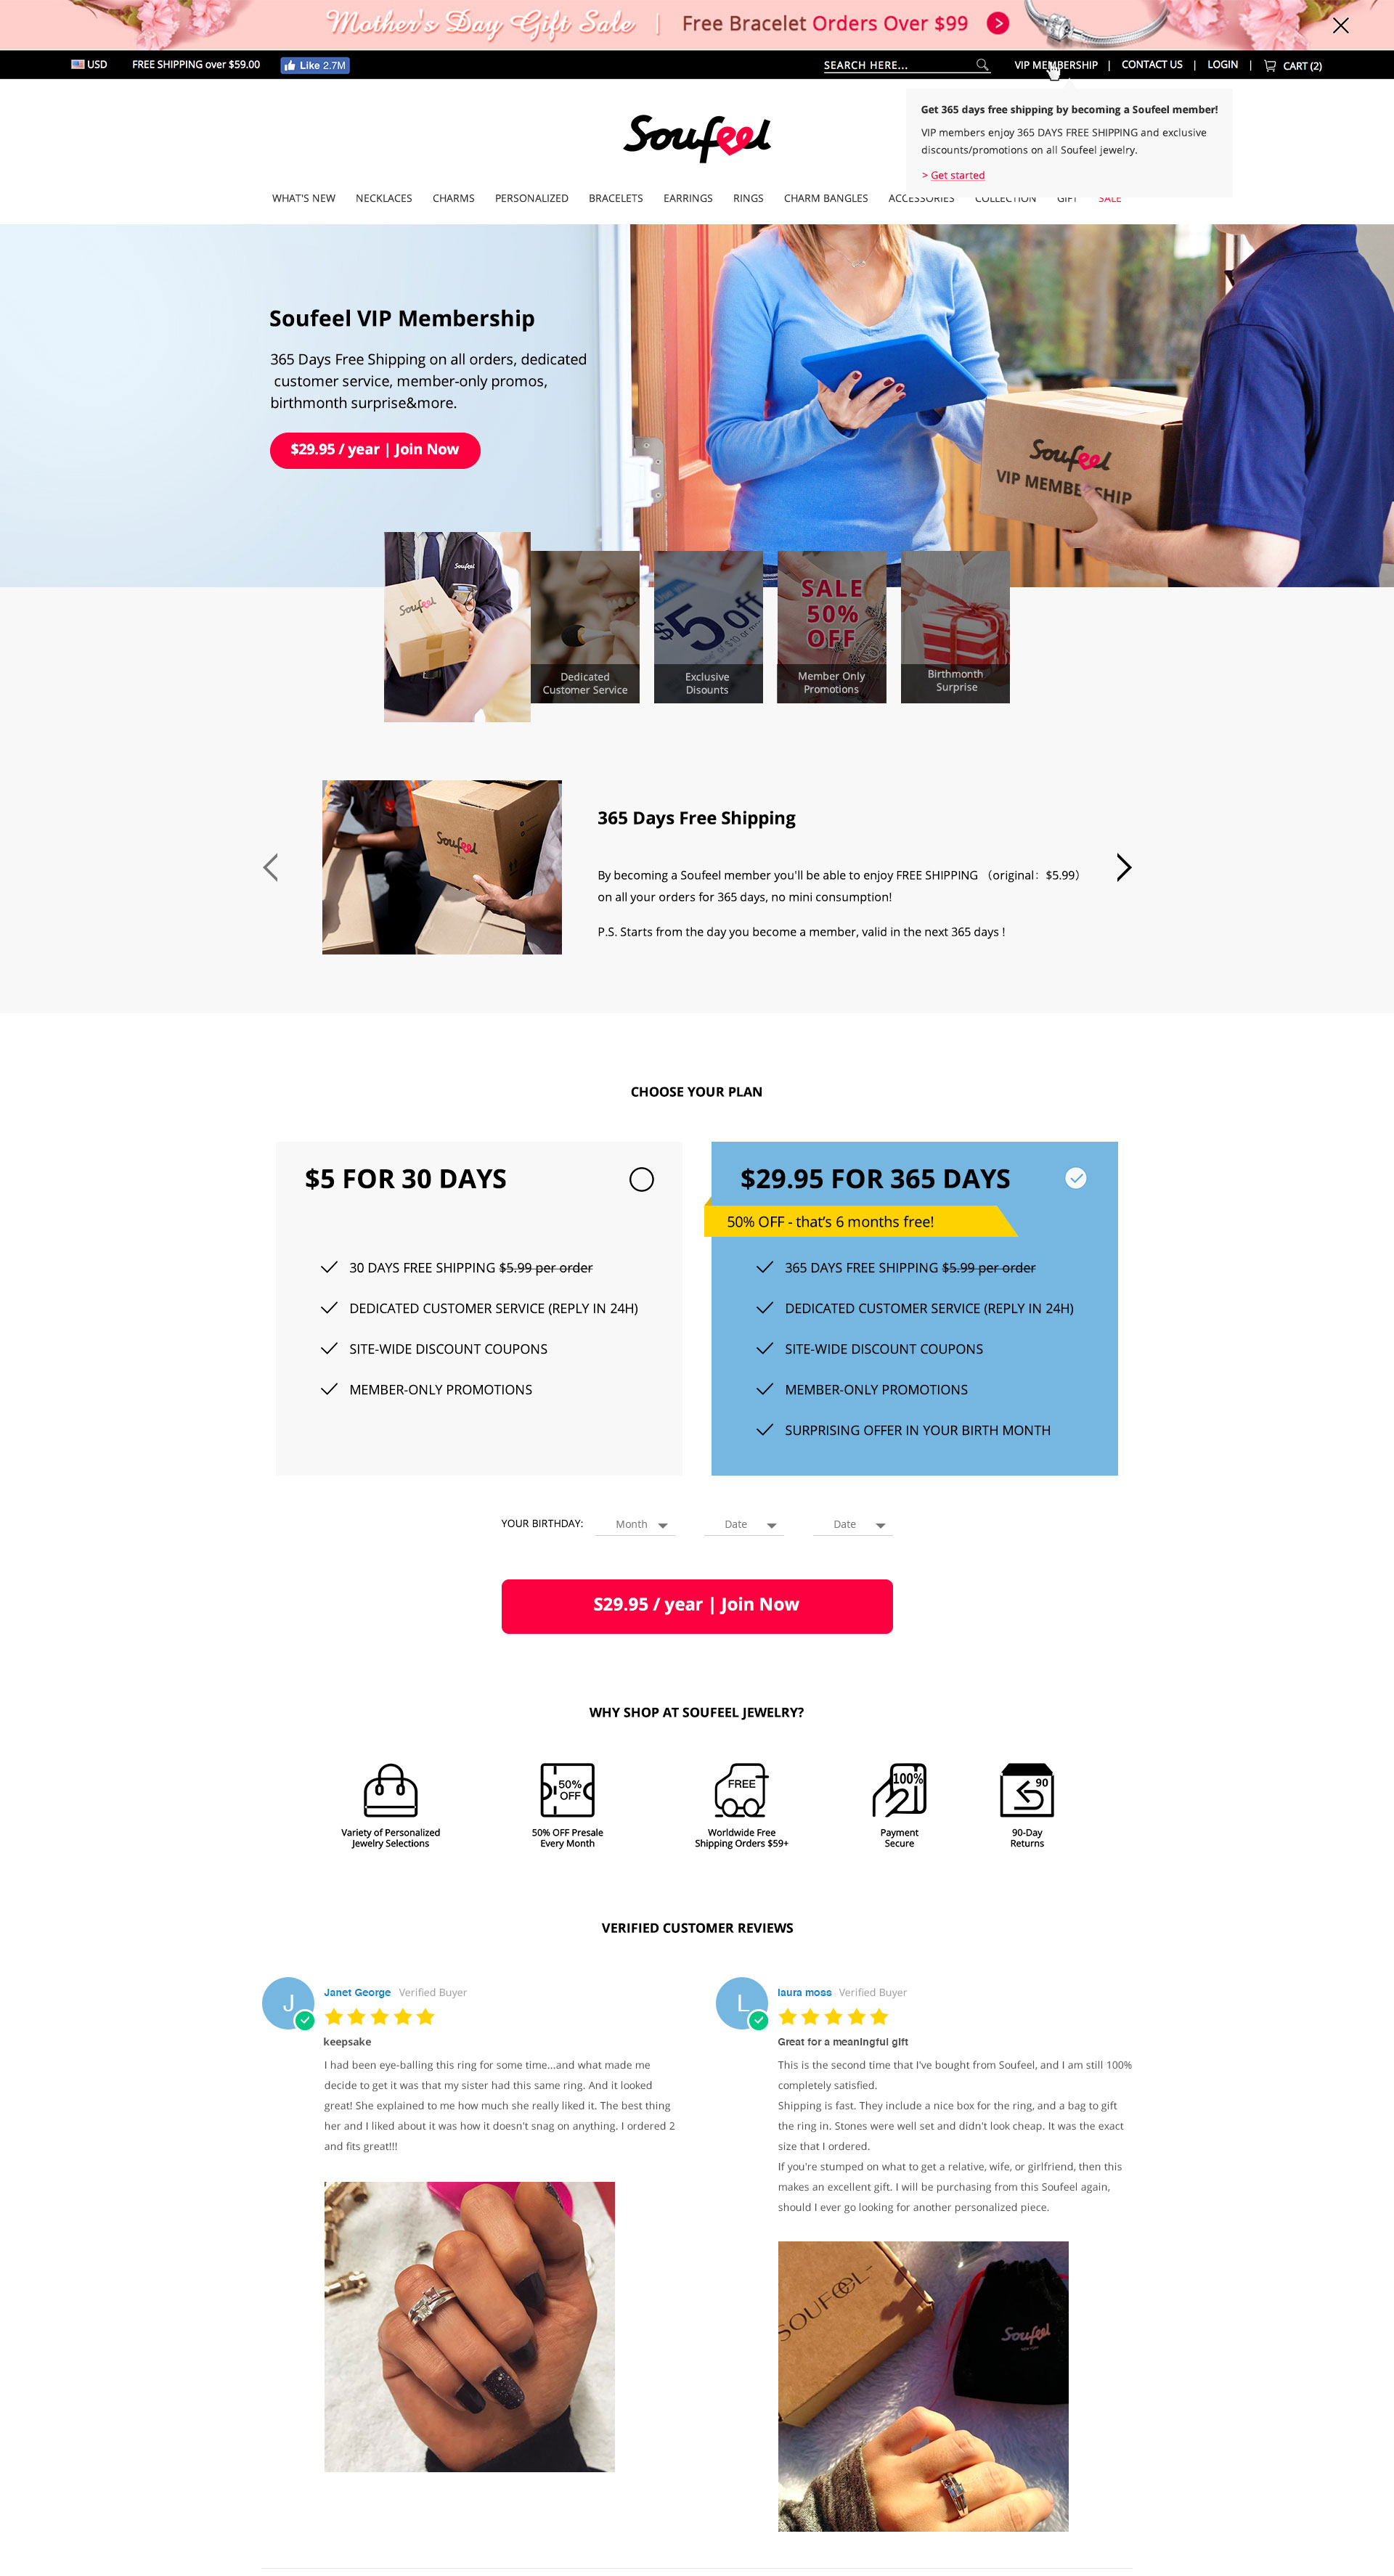 Mother's Day Gift Sale | Free Bracelet Orders Over $99
USD FREE SHIPPING over $59.00 Like 2.7M SEARCH HERE... VIP MEMBERSHIP | CONTACT US | LOGIN | CART (2)
Get 365 days free shipping by becoming a Soufeel member!
VIP members enjoy 365 DAYS FREE SHIPPING and exclusive
discounts/promotions on all Soufeel jewelry.
> Get started
Soufeel
WHAT'S NEW NECKLACES CHARMS PERSONALIZED BRACELETS EARRINGS RINGS CHARM BANGLES ACCESSORIES COLLECTION GIFT SALE
Soufeel VIP Membership
365 Days Free Shipping on all orders, dedicated
customer service, member-only promos,
birthmonth surprise&more.
$29.95 / year | Join Now
Soufeel
VIP MEMBERSHIP
Soufeel
Soufeel
$5 off
SALE
50%
OFF
Dedicated
Customer Service
Exclusive
Disounts
Member Only
Promotions
Birthmonth
Surprise
Soufeel
365 Days Free Shipping
By becoming a Soufeel member you'll be able to enjoy FREE SHIPPING （original：$5.99）
on all your orders for 365 days, no mini consumption!
P.S. Starts from the day you become a member, valid in the next 365 days !
CHOOSE YOUR PLAN
$5 FOR 30 DAYS
30 DAYS FREE SHIPPING $5.99 per order
DEDICATED CUSTOMER SERVICE (REPLY IN 24H)
SITE-WIDE DISCOUNT COUPONS
MEMBER-ONLY PROMOTIONS
$29.95 FOR 365 DAYS
50% OFF - that's 6 months free!
365 DAYS FREE SHIPPING $5.99 per order
DEDICATED CUSTOMER SERVICE (REPLY IN 24H)
SITE-WIDE DISCOUNT COUPONS
MEMBER-ONLY PROMOTIONS
SURPRISING OFFER IN YOUR BIRTH MONTH
YOUR BIRTHDAY: Month Date Date
S29.95 / year | Join Now
WHY SHOP AT SOUFEEL JEWELRY?
50%
OFF
FREE
100%
90
Variety of Personalized
Jewelry Selections
50% OFF Presale
Every Month
Worldwide Free
Shipping Orders $59+
Payment
Secure
90-Day
Returns
VERIFIED CUSTOMER REVIEWS
J
Janet George Verified Buyer
keepsake
I had been eye-balling this ring for some time...and what made me
decide to get it was that my sister had this same ring. And it looked
great! She explained to me how much she really liked it. The best thing
her and I liked about it was how it doesn't snag on anything. I ordered 2
and fits great!!!
L
laura moss Verified Buyer
Great for a meaningful gift
This is the second time that I've bought from Soufeel, and I am still 100%
completely satisfied.
Shipping is fast. They include a nice box for the ring, and a bag to gift
the ring in. Stones were well set and didn't look cheap. It was the exact
size that I ordered.
If you're stumped on what to get a relative, wife, or girlfriend, then this
makes an excellent gift. I will be purchasing from this Soufeel again,
should I ever go looking for another personalized piece.
SOUFEEL
Soufeel